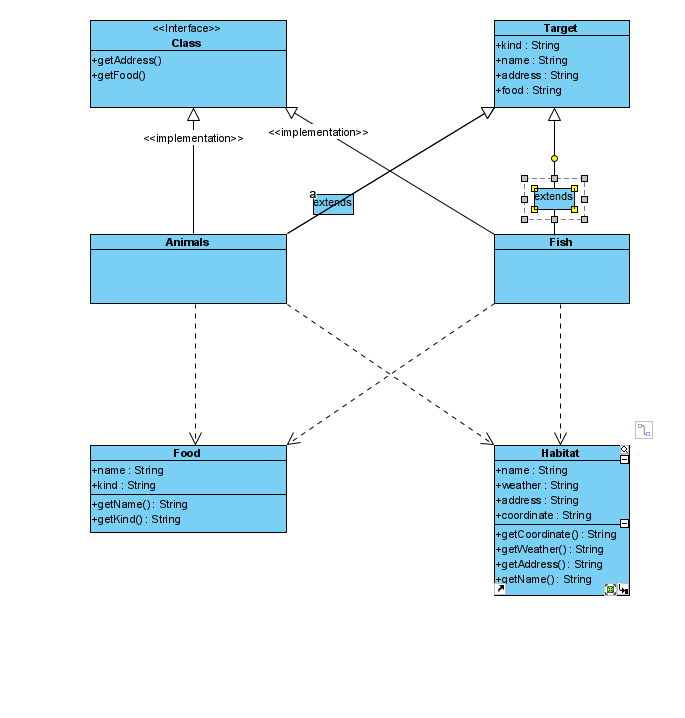 <<Interface>>
Class
+getAddress()
+getFood()
Target
+kind : String
+name : String
+address : String
+food : String
<<implementation>>
<<implementation>>
a
extends
extends
Animals
Fish
Food
+name : String
+kind : String
+getName() : String
+getKind() : String
Habitat
+name : String
+weather : String
+address : String
+coordinate : String
+getCoordinate() : String
+getWeather() : String
+getAddress() : String
+getName() : String